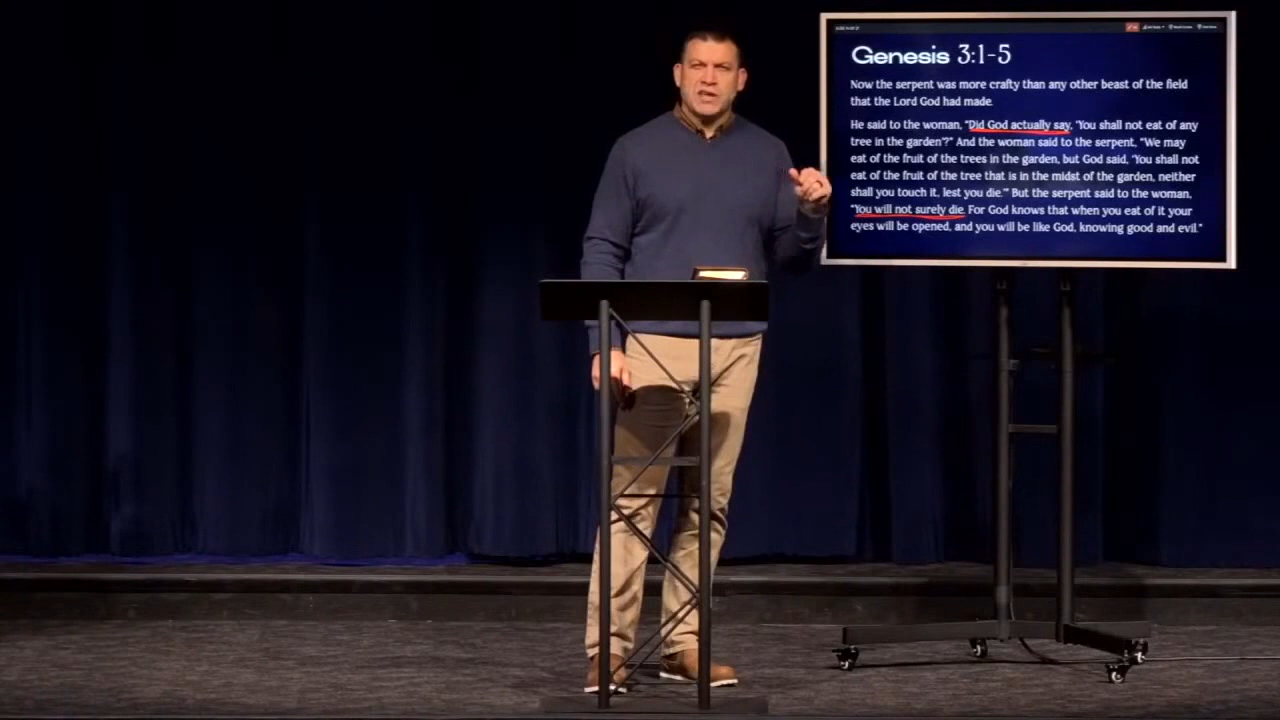 Genesis 3:1-5
Now the serpent was more crafty than any other beast of the field
that the Lord God had made.
He said to the woman, "Did God actually say, 'You shall not eat of any
tree in the garden'?" And the woman said to the serpent, "We may
eat of the fruit of the trees in the garden, but God said, 'You shall not
eat of the fruit of the tree that is in the midst of the garden, neither
shall you touch it, lest you die.'" But the serpent said to the woman,
"You will not surely die. For God knows that when you eat of it your
eyes will be opened, and you will be like God, knowing good and evil."